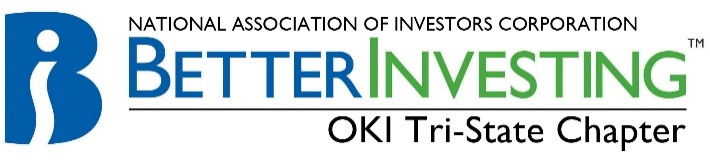 NATIONAL ASSOCIATION OF INVESTORS CORPORATION
BETTERINVESTING™
OKI Tri-State Chapter